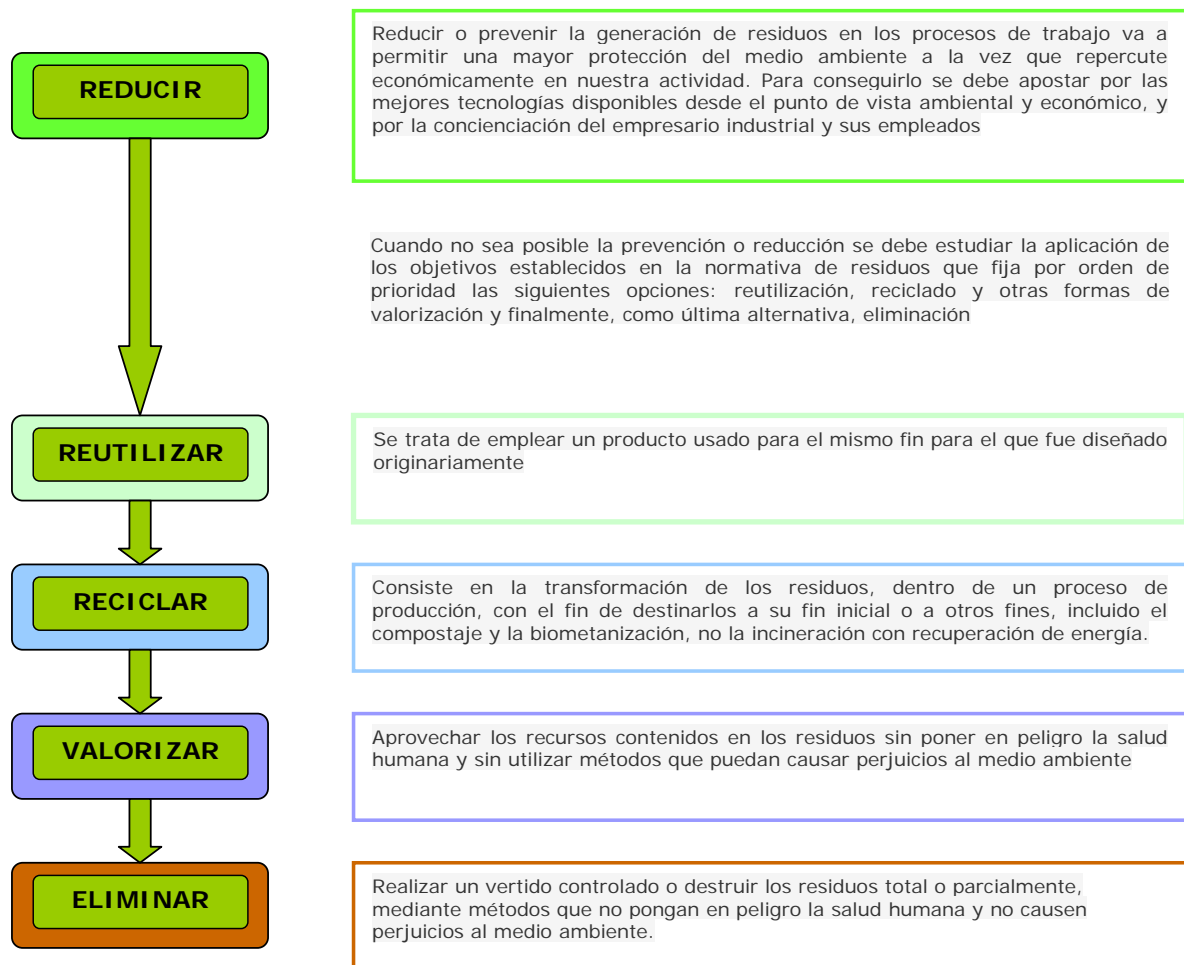 REDUCIR
Reducir o prevenir la generación de residuos en los procesos de trabajo va a
permitir una mayor protección del medio ambiente a la vez que repercute
económicamente en nuestra actividad. Para conseguirlo se debe apostar por las
mejores tecnologías disponibles desde el punto de vista ambiental y económico, y
por la concienciación del empresario industrial y sus empleados
Cuando no sea posible la prevención o reducción se debe estudiar la aplicación de
los objetivos establecidos en la normativa de residuos que fija por orden de
prioridad las siguientes opciones: reutilización, reciclado y otras formas de
valorización y finalmente, como última alternativa, eliminación
REUTILIZAR
Se trata de emplear un producto usado para el mismo fin para el que fue diseñado
originariamente
RECICLAR
Consiste en la transformación de los residuos, dentro de un proceso de
producción, con el fin de destinarlos a su fin inicial o a otros fines, incluido el
compostaje y la biometanización, no la incineración con recuperación de energía.
VALORIZAR
Aprovechar los recursos contenidos en los residuos sin poner en peligro la salud
humana y sin utilizar métodos que puedan causar perjuicios al medio ambiente
ELIMINAR
Realizar un vertido controlado o destruir los residuos total o parcialmente,
mediante métodos que no pongan en peligro la salud humana y no causen
perjuicios al medio ambiente.